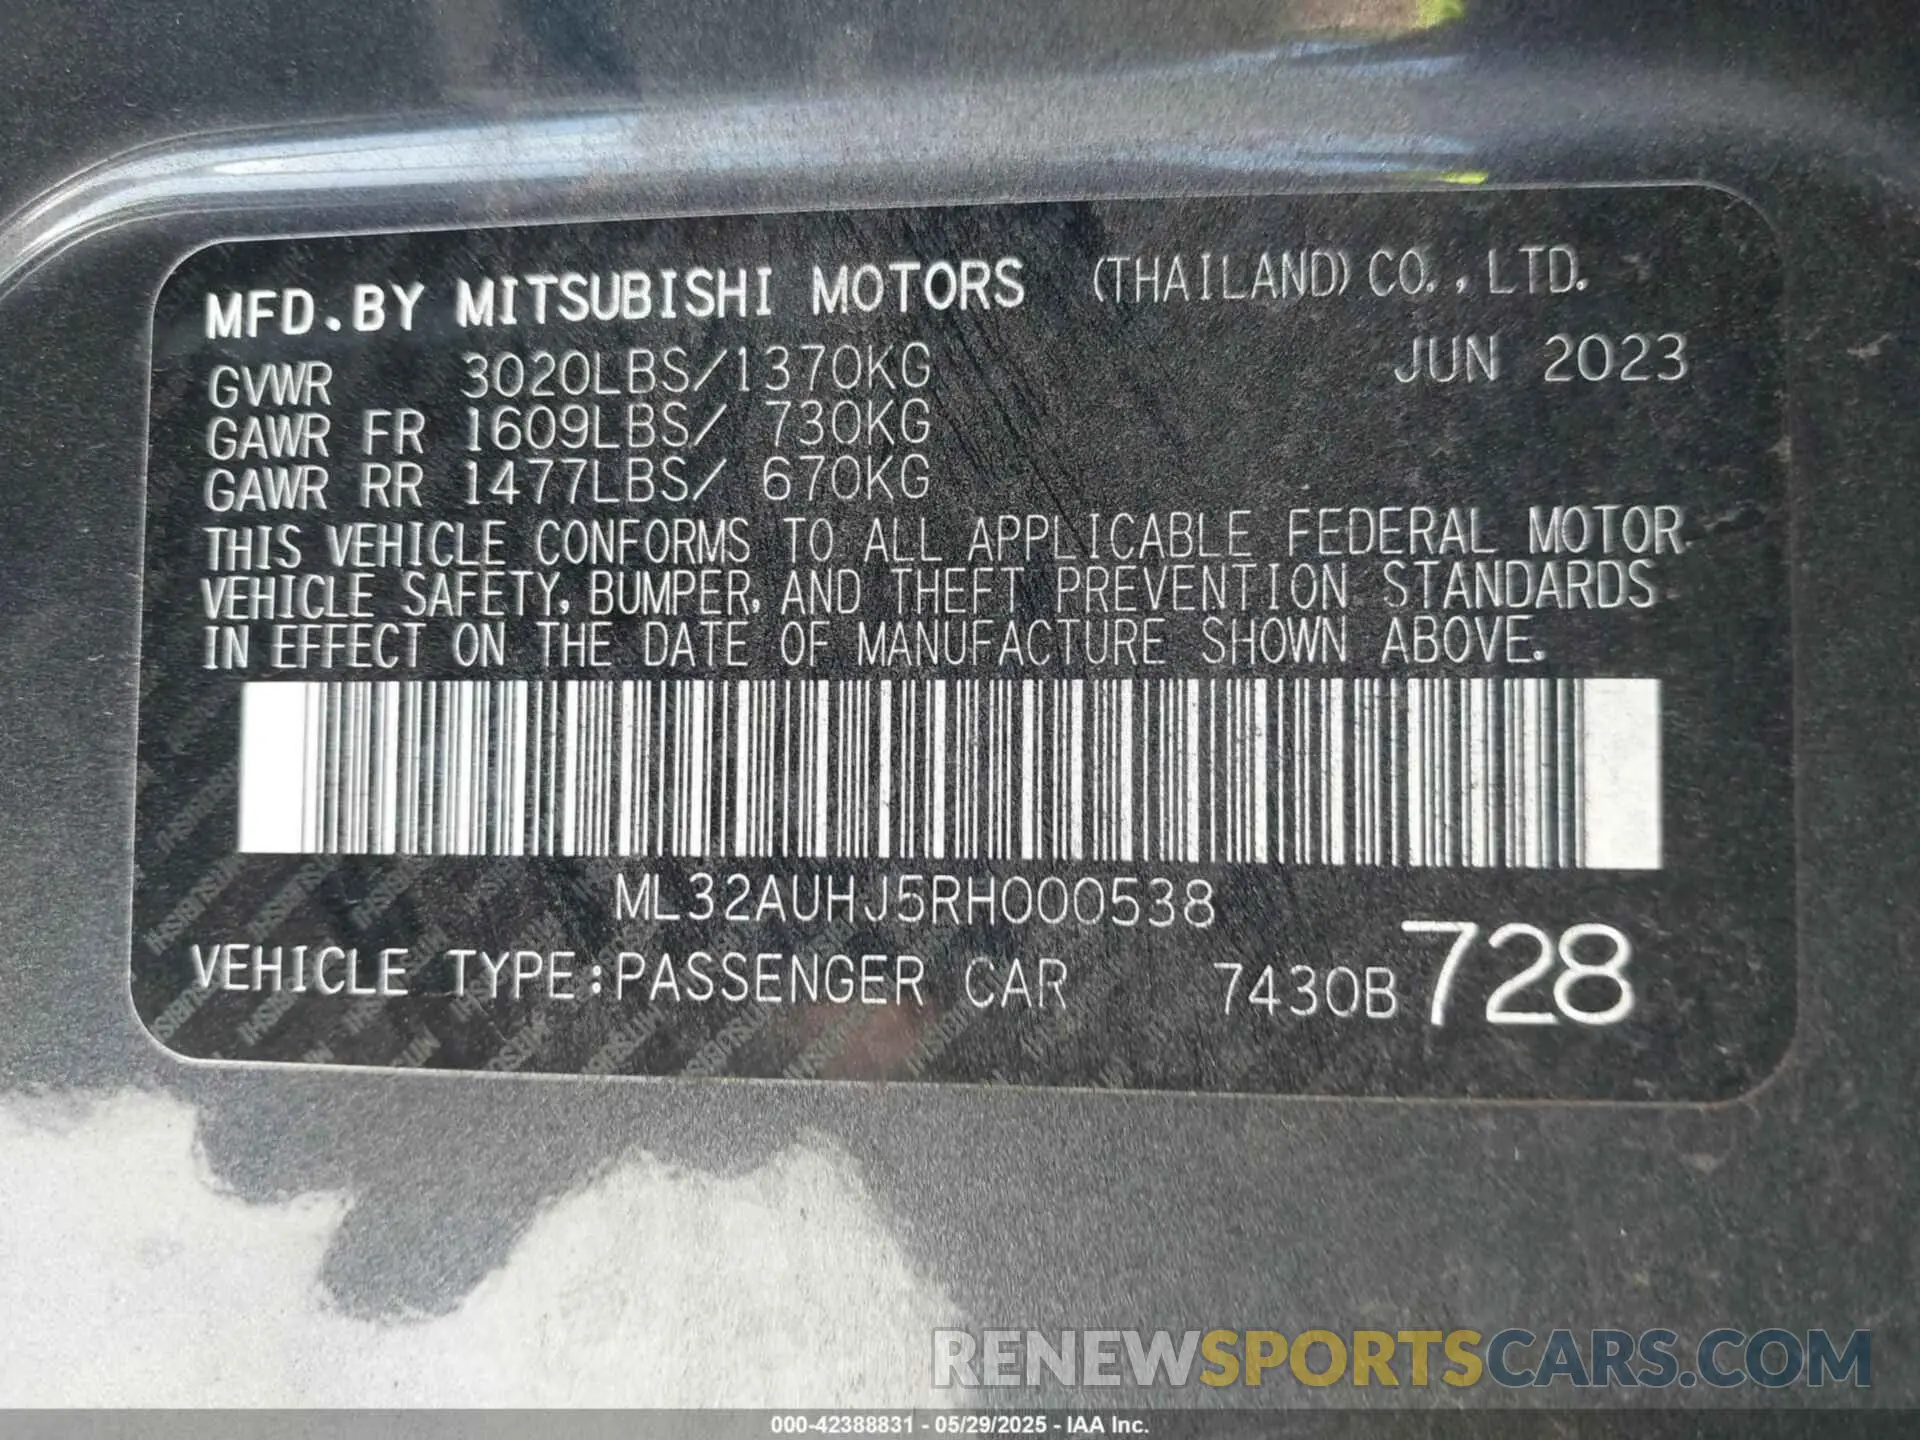 MFD.BY MITSUBISHI MOTORS (THAILAND) CO.,LTD.
JUN 2023
GVWR 3020LBS/1370KG
GAWR FR 1609LBS/ 730KG
GAWR RR 1477LBS/ 670KG
THIS VEHICLE CONFORMS TO ALL APPLICABLE FEDERAL MOTOR
VEHICLE SAFETY, BUMPER, AND THEFT PREVENTION STANDARDS
IN EFFECT ON THE DATE OF MANUFACTURE SHOWN ABOVE.
ML32AUHJ5RH000538
VEHICLE TYPE:PASSENGER CAR 7430B 728
RENEWSPORTSCARS.COM
000-42388831 - 05/29/2025 - IAA Inc.